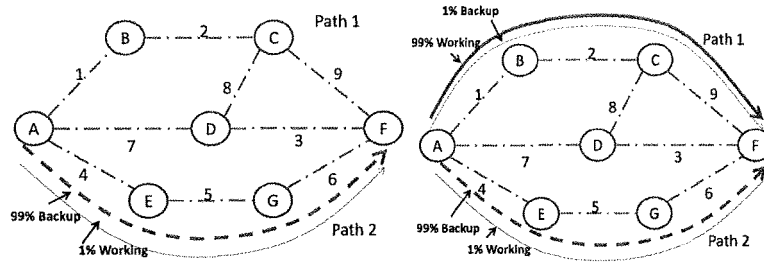 B
2
C
Path 1
1
8
9
A
7
D
3
F
4
E
5
G
6
99% Backup
1% Working
Path 2
1% Backup
99% Working
Path 1
B
2
C
1
8
9
A
7
D
3
F
4
E
5
G
6
99% Backup
1% Working
Path 2